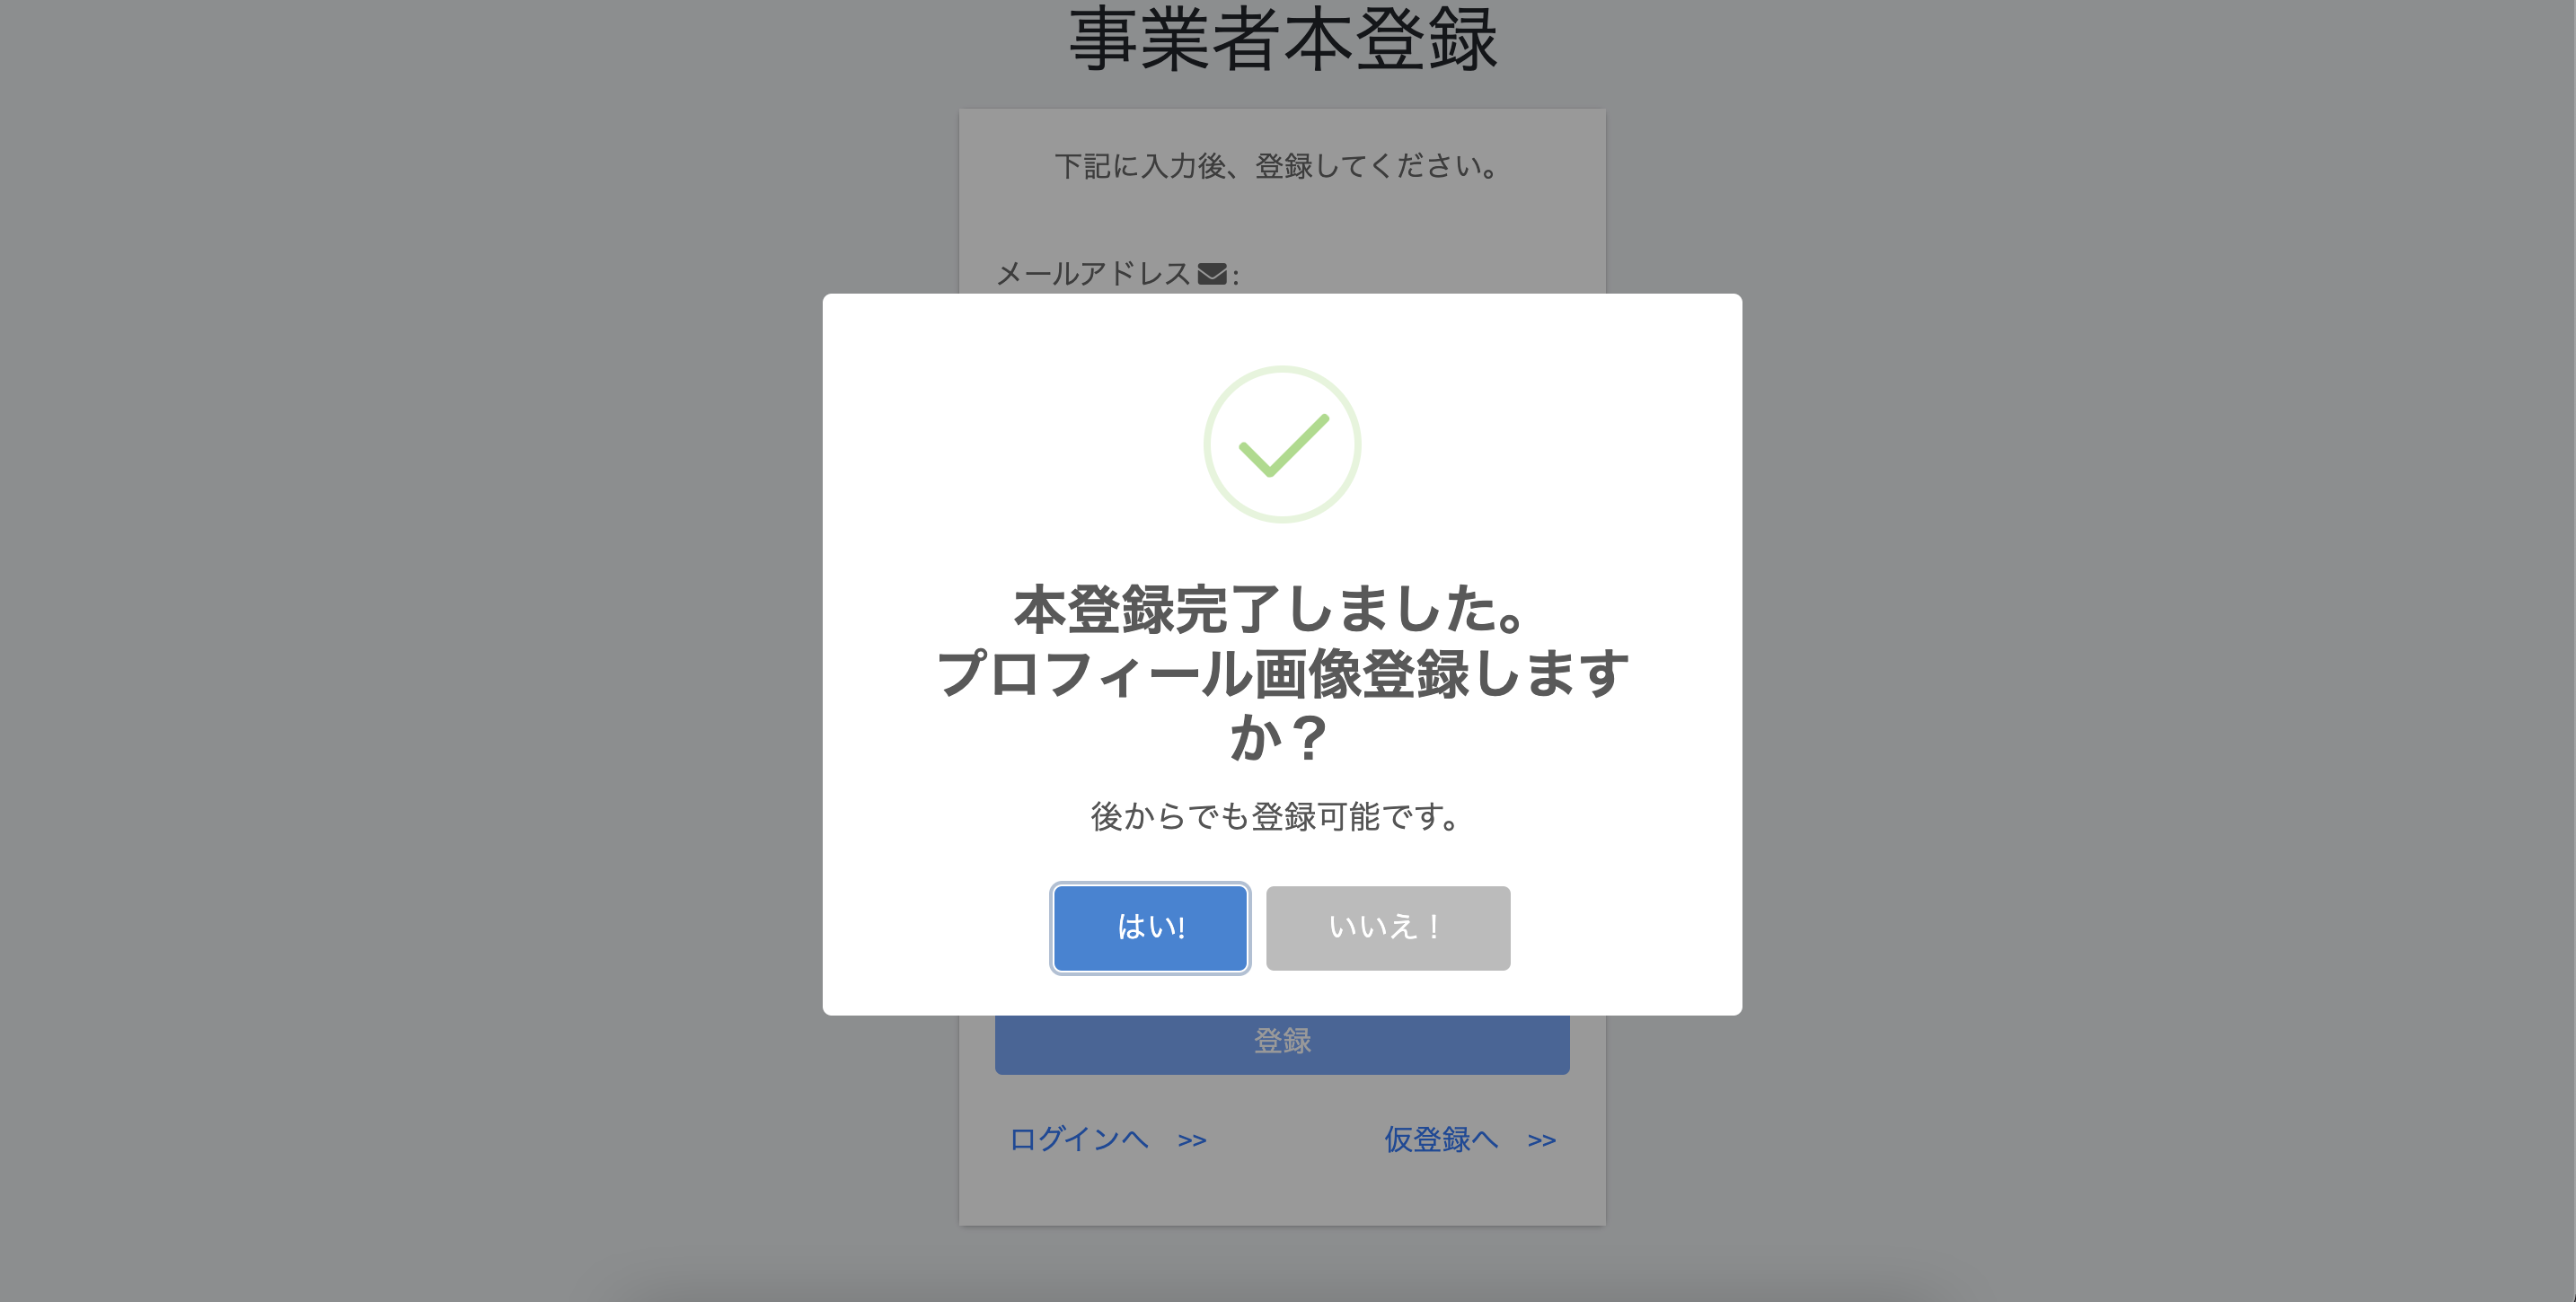 事業者本登録
下記に入力後、登録してください。
メールアドレス :
本登録完了しました。
プロフィール画像登録します
か？
後からでも登録可能です。
はい!
いいえ！
登録
ログインへ >>
仮登録へ >>